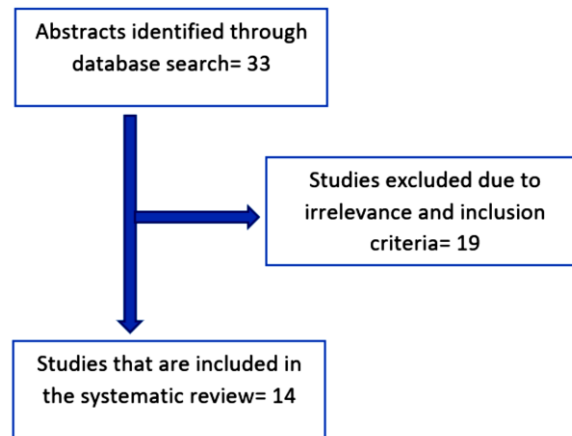 Abstracts identified through
database search= 33
Studies excluded due to
irrelevance and inclusion
criteria= 19
Studies that are included in
the systematic review= 14